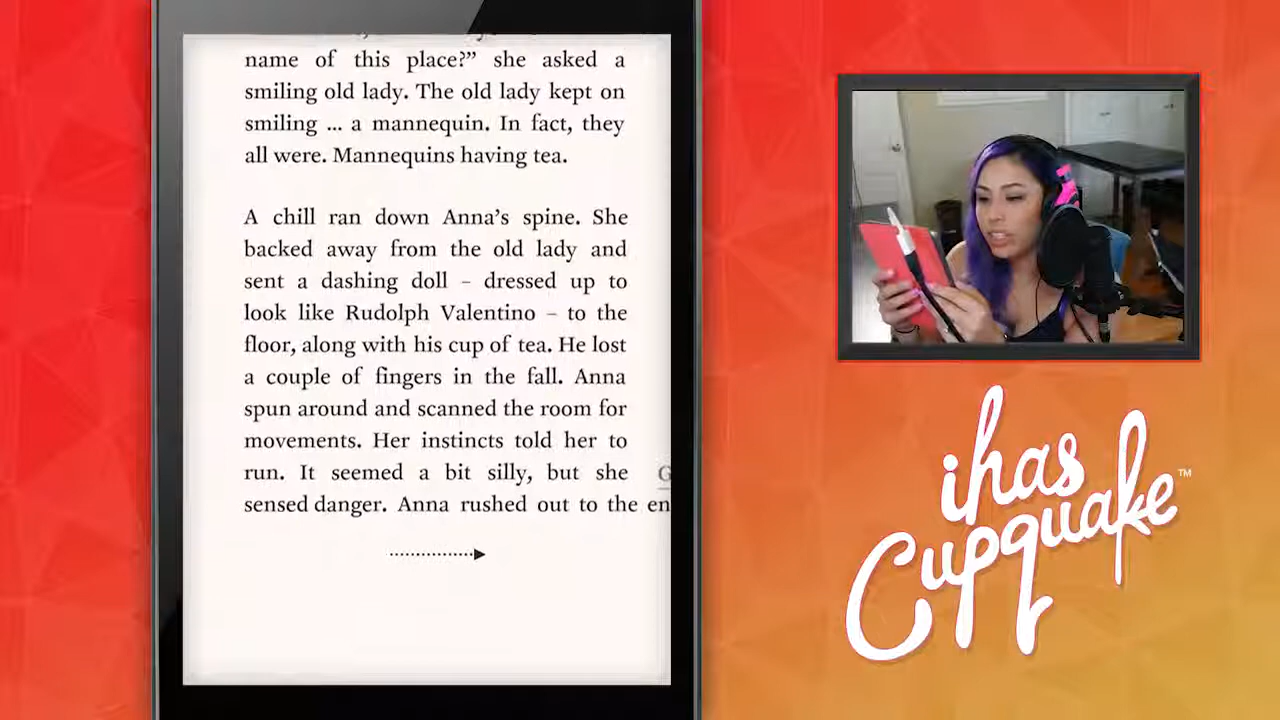 name of this place?” she asked a
smiling old lady. The old lady kept on
smiling ... a mannequin. In fact, they
all were. Mannequins having tea.
A chill ran down Anna’s spine. She
backed away from the old lady and
sent a dashing doll – dressed up to
look like Rudolph Valentino – to the
floor, along with his cup of tea. He lost
a couple of fingers in the fall. Anna
spun around and scanned the room for
movements. Her instincts told her to
run. It seemed a bit silly, but she
sensed danger. Anna rushed out to the en
ihas
Cupquake™